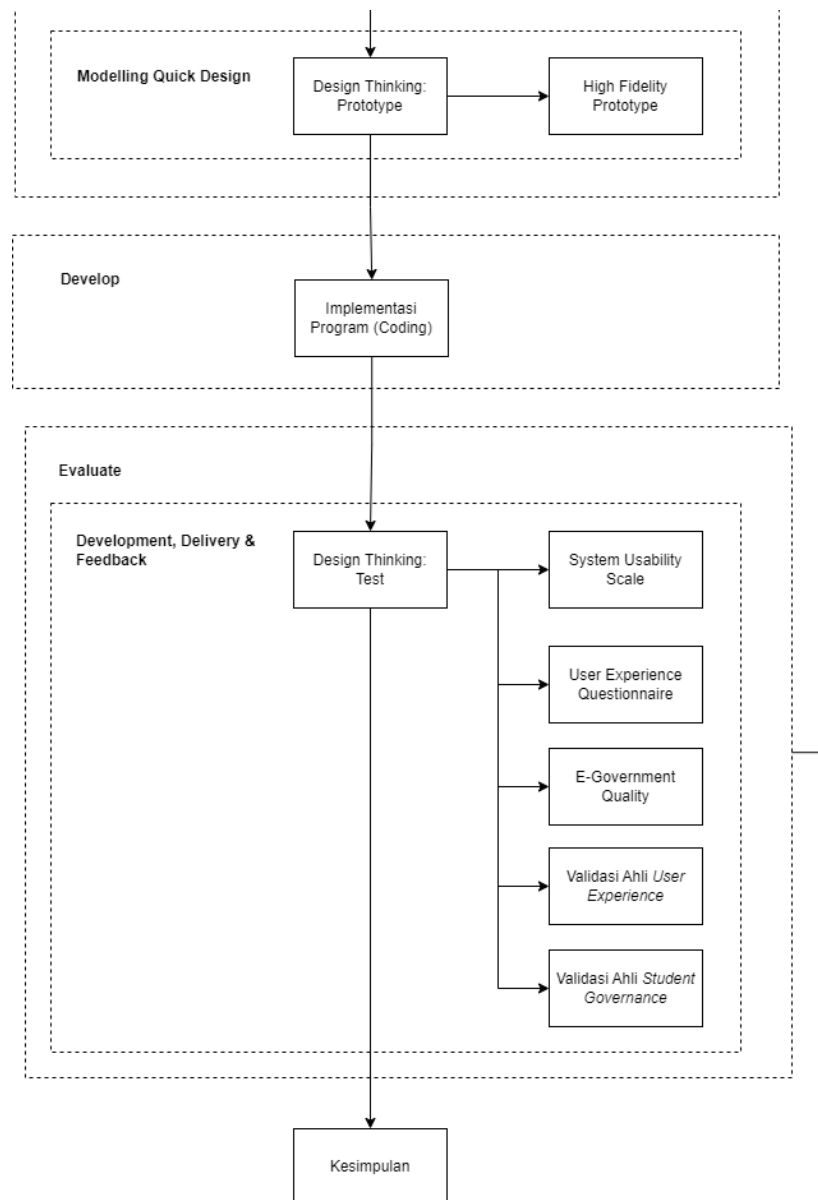 Modelling Quick Design
Design Thinking:
Prototype
High Fidelity
Prototype
Develop
Implementasi
Program (Coding)
Evaluate
Development, Delivery &
Feedback
Design Thinking:
Test
System Usability
Scale
User Experience
Questionnaire
E-Government
Quality
Validasi Ahli User
Experience
Validasi Ahli Student
Governance
Kesimpulan